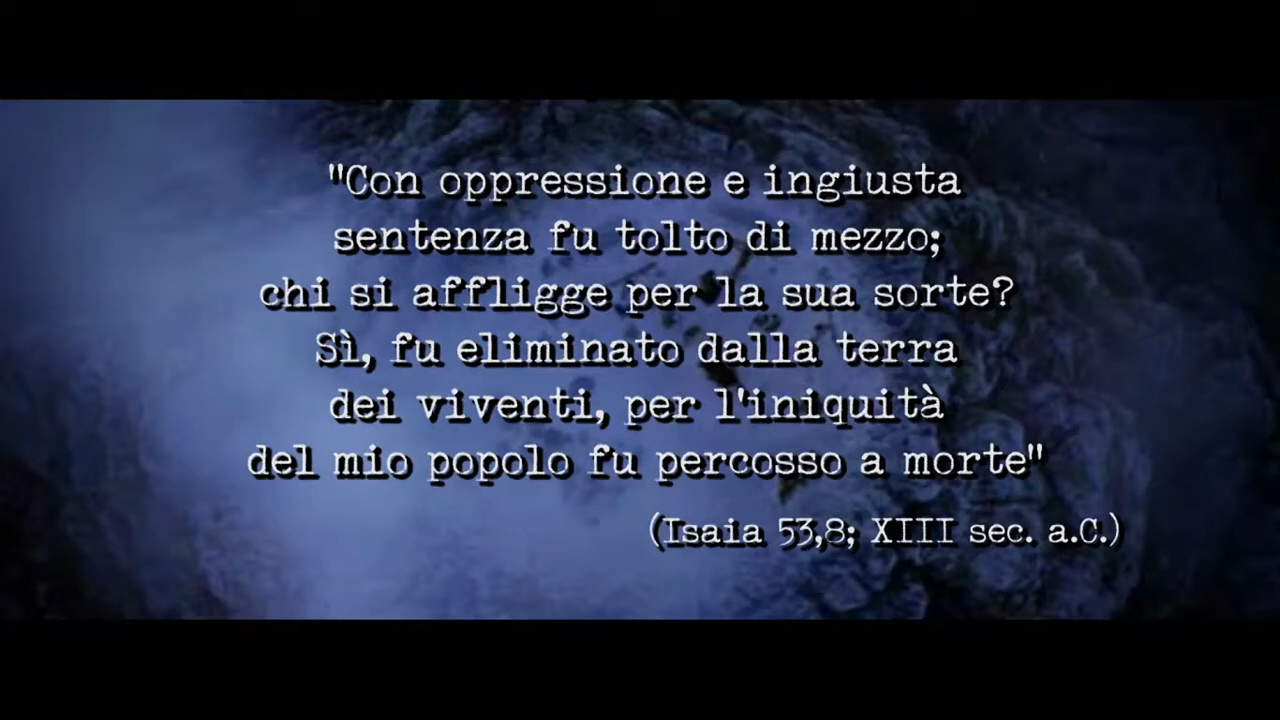 "Con oppressione e ingiusta
sentenza fu tolto di mezzo;
chi si affligge per la sua sorte?
Sì, fu eliminato dalla terra
dei viventi, per l'iniquità
del mio popolo fu percosso a morte"
(Isaia 53,8; XIII sec. a.C.)